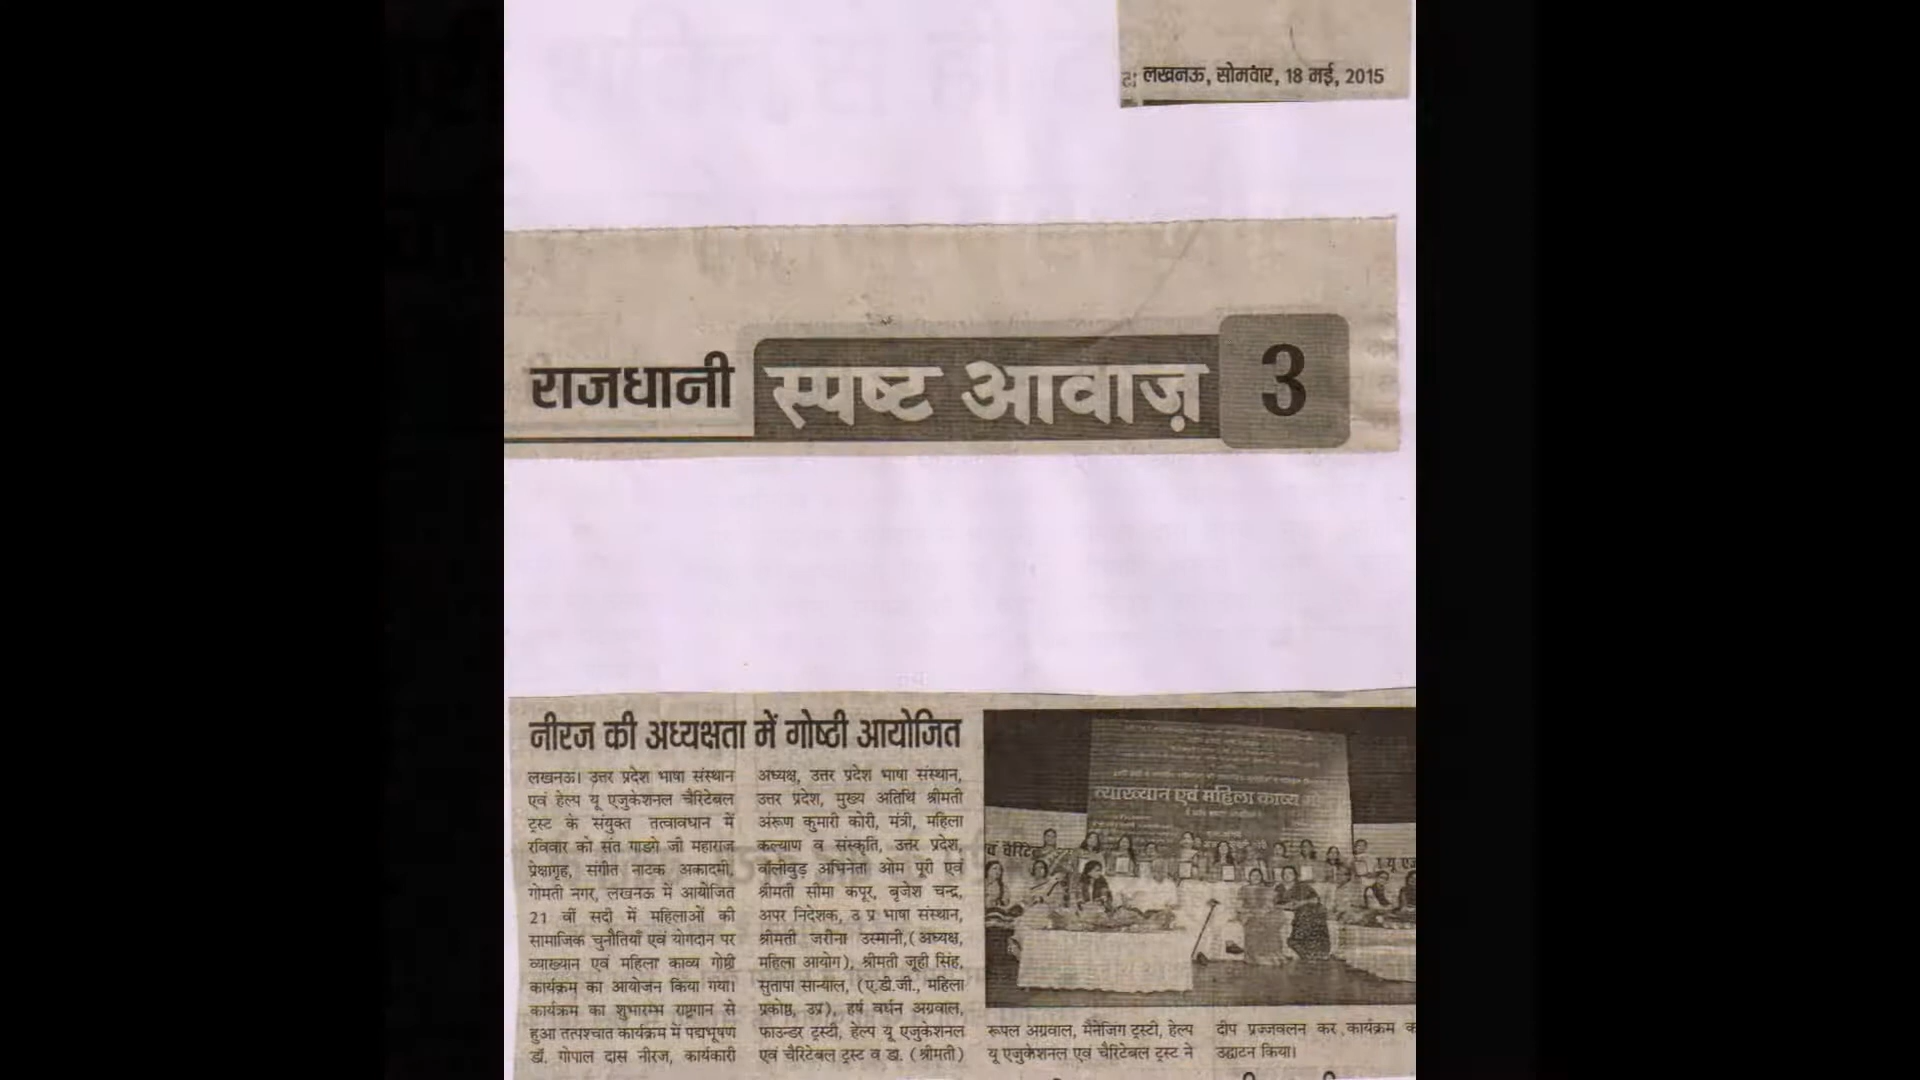 लखनऊ, सोमवार, 18 मई, 2015
राजधानी स्पष्ट आवाज़ 3
नीरज की अध्यक्षता में गोष्ठी आयोजित
लखनऊ। उत्तर प्रदेश भाषा संस्थान
एवं हेल्प यू एजुकेशनल चैरिटेबल
ट्रस्ट के संयुक्त तत्वावधान में
रविवार को संत गाडगे जी महाराज
प्रेक्षागृह, संगीत नाटक अकादमी,
गोमती नगर, लखनऊ में आयोजित
21 वीं सदी में महिलाओं की
सामाजिक चुनौतियाँ एवं योगदान पर
व्याख्यान एवं महिला काव्य गोष्ठी
कार्यक्रम का आयोजन किया गया।
कार्यक्रम का शुभारम्भ राष्ट्रगान से
हुआ तत्पश्चात कार्यक्रम में पद्मभूषण
डॉ. गोपाल दास नीरज, कार्यकारी
अध्यक्ष, उत्तर प्रदेश भाषा संस्थान,
उत्तर प्रदेश, मुख्य अतिथि श्रीमती
अरूण कुमारी कोरी, मंत्री, महिला
कल्याण व संस्कृति, उत्तर प्रदेश,
बॉलीवुड अभिनेता ओम पूरी एवं
श्रीमती सीमा कपूर, बृजेश चन्द्र,
अपर निदेशक, उ प्र भाषा संस्थान,
श्रीमती जरीना उस्मानी,(अध्यक्ष,
महिला आयोग), श्रीमती जूही सिंह,
सुतापा सान्याल, (ए.डी.जी., महिला
प्रकोष्ठ, उप्र), हर्ष वर्धन अग्रवाल,
फाउन्डर ट्रस्टी, हेल्प यू एजुकेशनल
एवं चैरिटेबल ट्रस्ट व डा. (श्रीमती)
व्याख्यान एवं महिला काव्य
रूपल अग्रवाल, मैनेजिंग ट्रस्टी, हेल्प
यू एजुकेशनल एवं चैरिटेबल ट्रस्ट ने
दीप प्रज्जवलन कर कार्यक्रम
उद्घाटन किया।